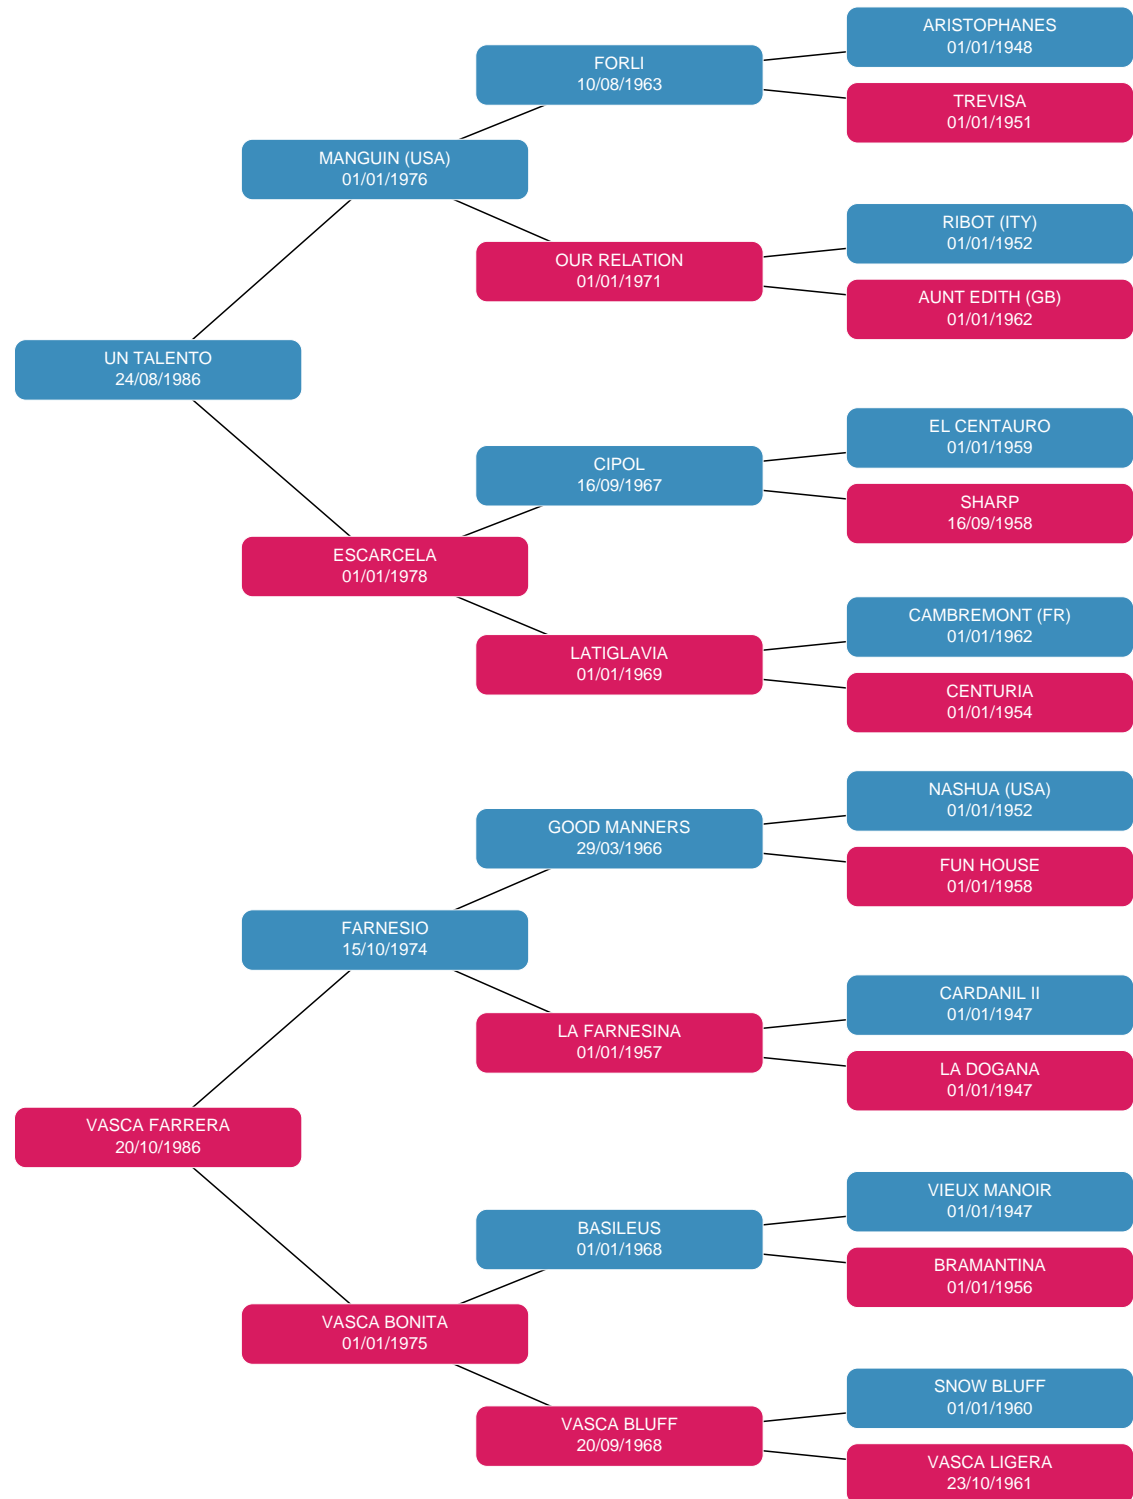 ARISTOPHANES
01/01/1948
FORLI
10/08/1963
TREVISA
01/01/1951
MANGUIN (USA)
01/01/1976
RIBOT (ITY)
01/01/1952
OUR RELATION
01/01/1971
AUNT EDITH (GB)
01/01/1962
UN TALENTO
24/08/1986
EL CENTAURO
01/01/1959
CIPOL
16/09/1967
SHARP
16/09/1958
ESCARCELA
01/01/1978
CAMBREMONT (FR)
01/01/1962
LATIGLAVIA
01/01/1969
CENTURIA
01/01/1954
NASHUA (USA)
01/01/1952
GOOD MANNERS
29/03/1966
FUN HOUSE
01/01/1958
FARNESIO
15/10/1974
CARDANIL II
01/01/1947
LA FARNESINA
01/01/1957
LA DOGANA
01/01/1947
VASCA FARRERA
20/10/1986
VIEUX MANOIR
01/01/1947
BASILEUS
01/01/1968
BRAMANTINA
01/01/1956
VASCA BONITA
01/01/1975
SNOW BLUFF
01/01/1960
VASCA BLUFF
20/09/1968
VASCA LIGERA
23/10/1961